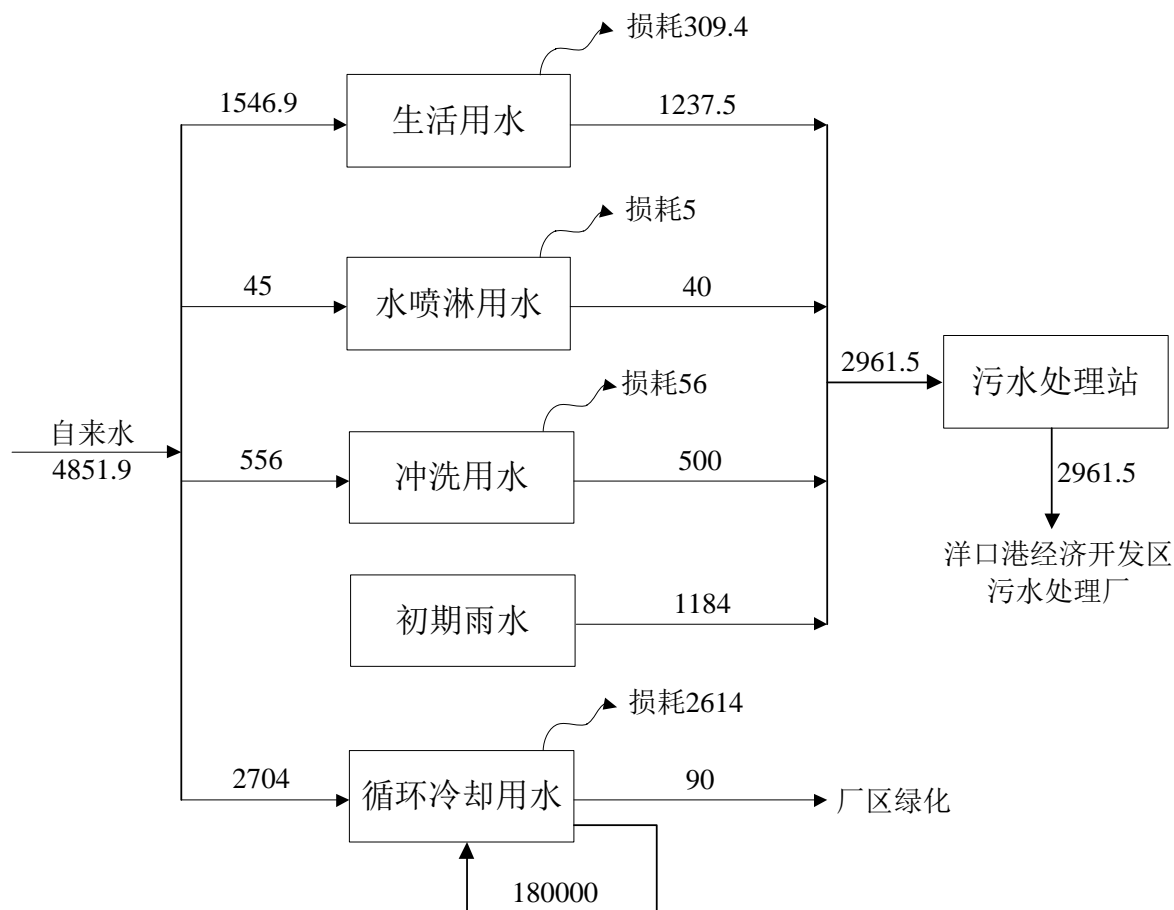 损耗309.4
1546.9
生活用水
1237.5
损耗5
45
水喷淋用水
40
2961.5
污水处理站
损耗56
自来水
4851.9
556
冲洗用水
500
2961.5
洋口港经济开发区
污水处理厂
初期雨水
1184
损耗2614
2704
循环冷却用水
90
厂区绿化
180000